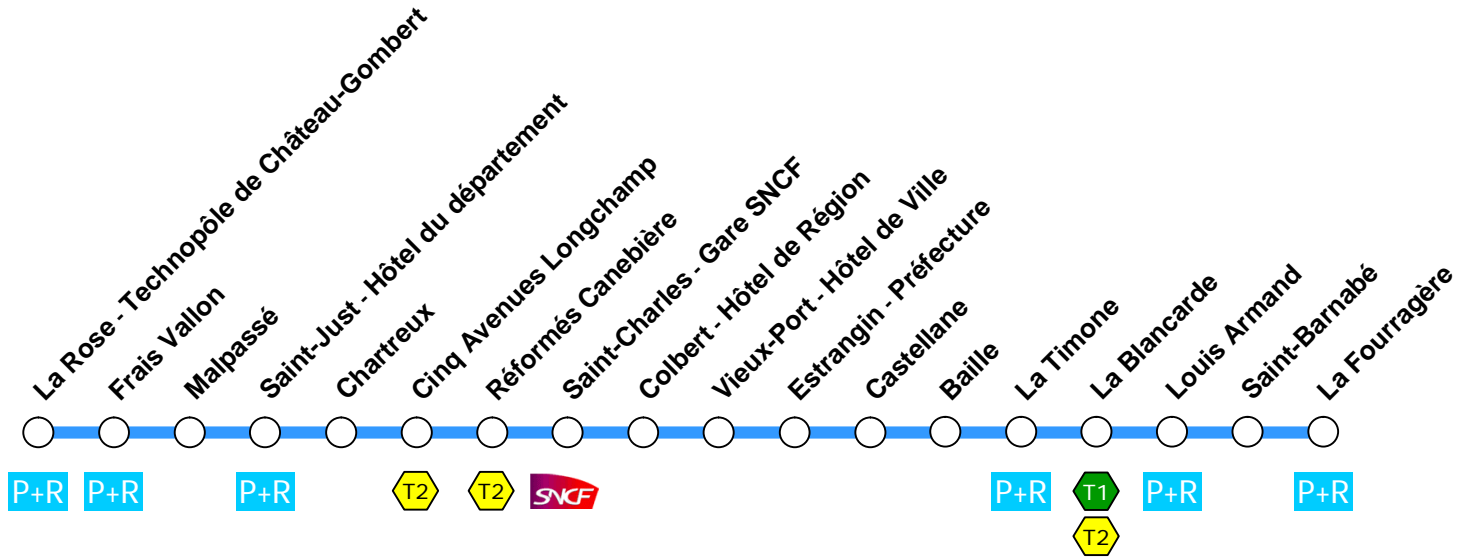 La Rose - Technopôle de Château-Gombert
Frais Vallon
Malpassé
Saint-Just - Hôtel du département
Chartreux
Cinq Avenues Longchamp
Réformés Canebière
Saint-Charles - Gare SNCF
Colbert - Hôtel de Région
Vieux-Port - Hôtel de Ville
Estrangin - Préfecture
Castellane
Baille
La Timone
La Blancarde
Louis Armand
Saint-Barnabé
La Fourragère
P+R
P+R
P+R
T2
T2
SNCF
P+R
T1
P+R
P+R
T2